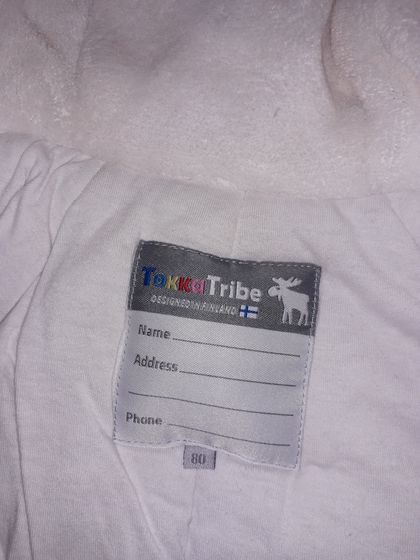 TakkaTribe
DESIGNED IN FINLAND
Name
Address
Phone
80